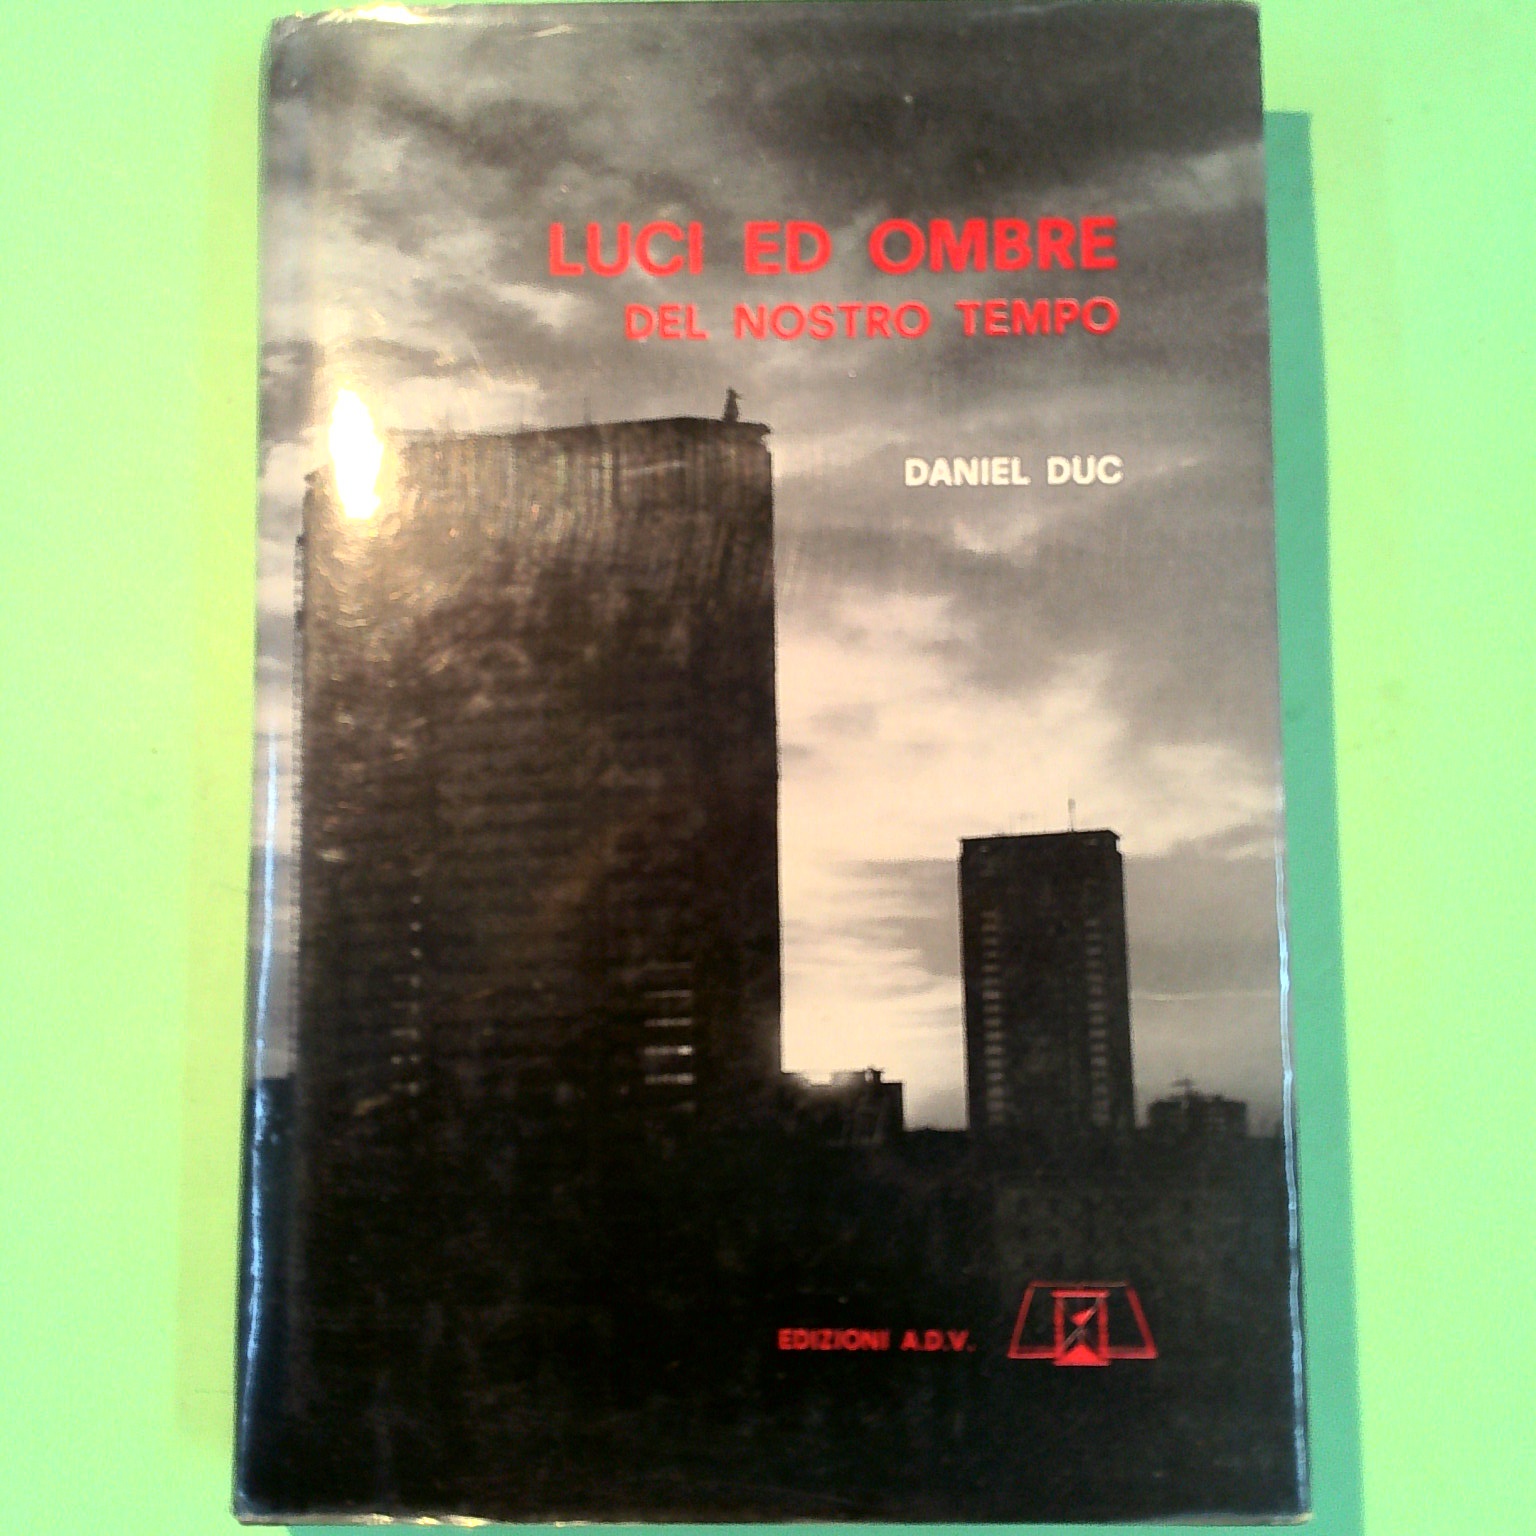 LUCI ED OMBRE
DEL NOSTRO TEMPO
DANIEL DUC
EDIZIONI A.D.V.